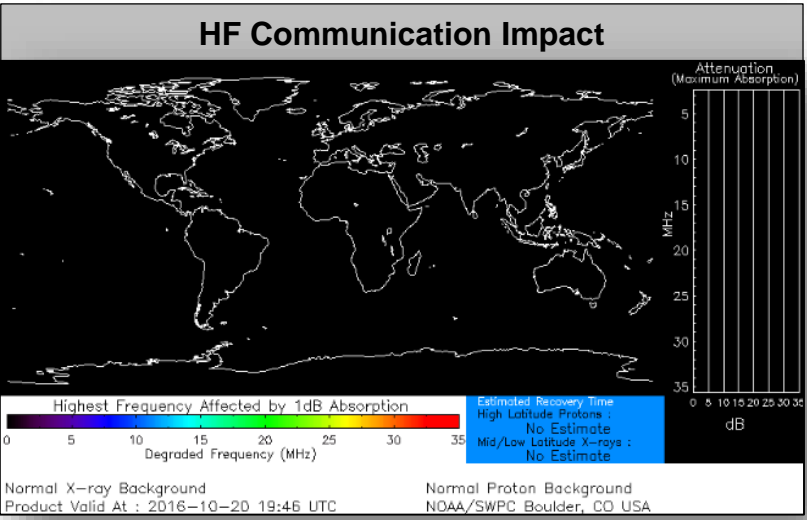 HF Communication Impact
Attenuation
(Maximum Absorption)
5
10
15
20
25
30
35
MHz
0 5 10 15 20 25 30 35
dB
Highest Frequency Affected by 1dB Absorption
0 5 10 15 20 25 30 35
Degraded Frequency (MHz)
Estimated Recovery Time
High Latitude Protons :
No Estimate
Mid/Low Latitude X-rays :
No Estimate
Normal X-ray Background
Product Valid At : 2016-10-20 19:46 UTC
Normal Proton Background
NOAA/SWPC Boulder, CO USA